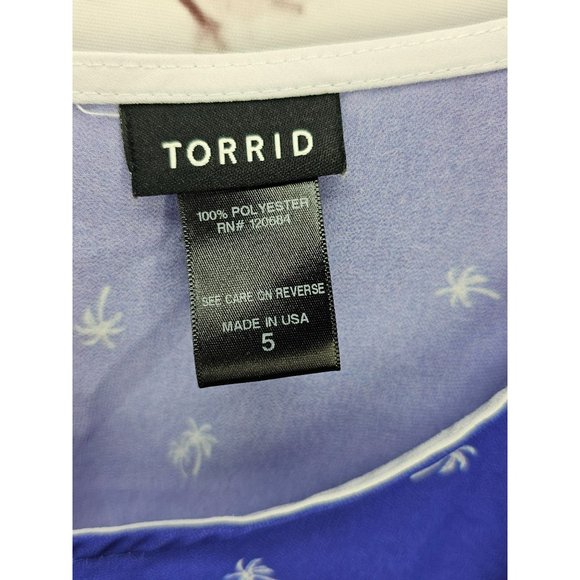 TORRID
100% POLYESTER
RN# 120684
SEE CARE ON REVERSE
MADE IN USA
5